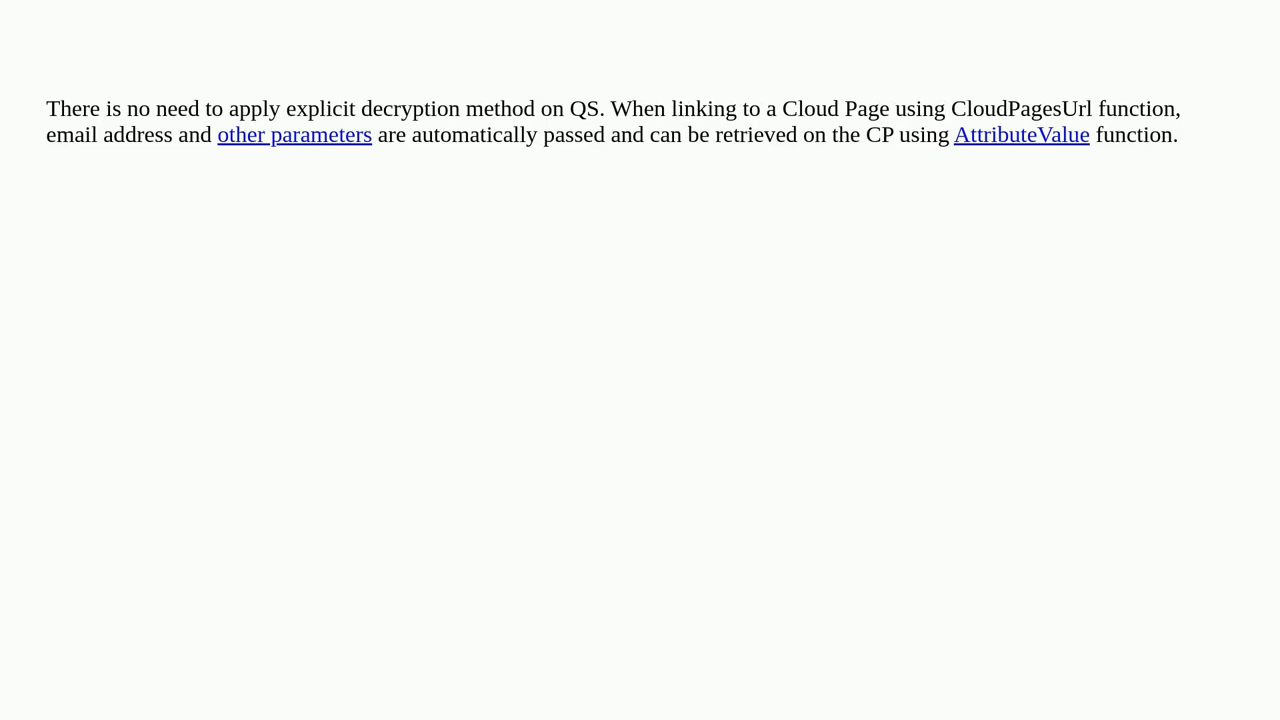 There is no need to apply explicit decryption method on QS. When linking to a Cloud Page using CloudPagesUrl function,
email address and other parameters are automatically passed and can be retrieved on the CP using AttributeValue function.